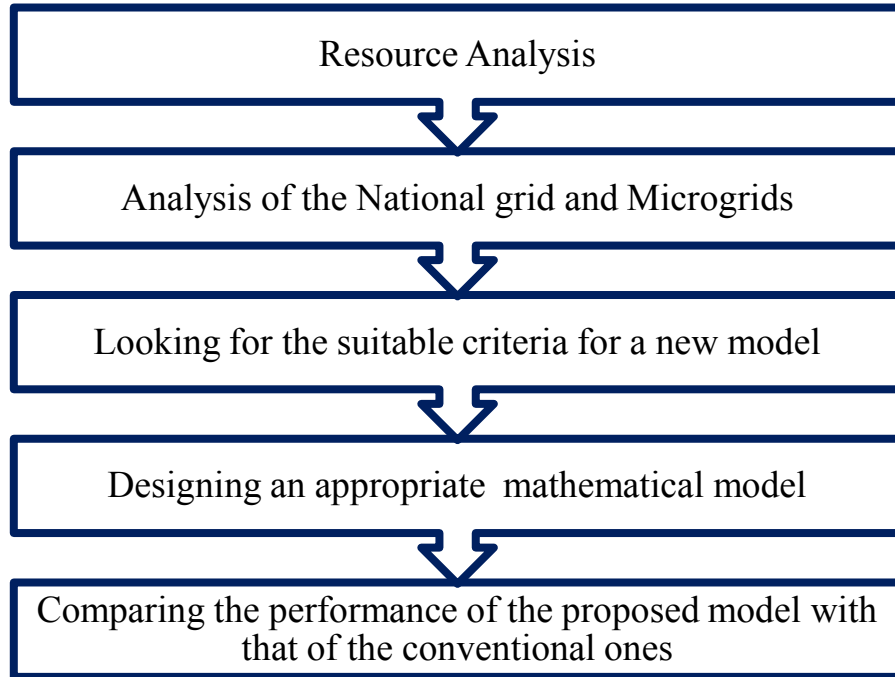 Resource Analysis
Analysis of the National grid and Microgrids
Looking for the suitable criteria for a new model
Designing an appropriate mathematical model
Comparing the performance of the proposed model with
that of the conventional ones